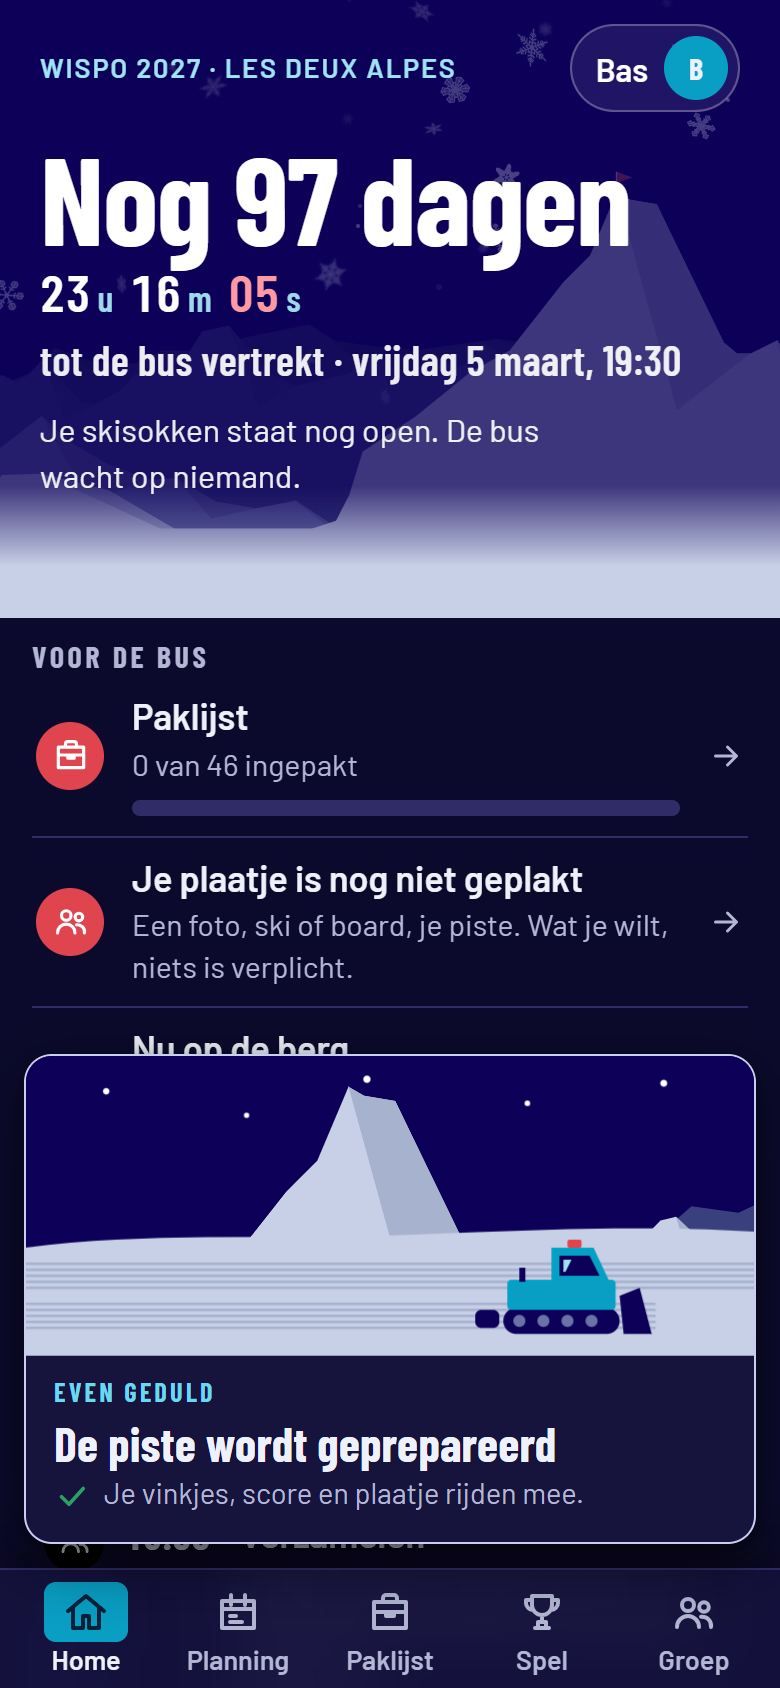 WISPO 2027 · LES DEUX ALPES
Bas
B
Nog 97 dagen
23 u 16 m 05 s
tot de bus vertrekt · vrijdag 5 maart, 19:30
Je skisokken staat nog open. De bus
wacht op niemand.
VOOR DE BUS
Paklijst
0 van 46 ingepakt
Je plaatje is nog niet geplakt
Een foto, ski of board, je piste. Wat je wilt,
niets is verplicht.
Nu op de berg
EVEN GEDULD
De piste wordt geprepareerd
Je vinkjes, score en plaatje rijden mee.
Home
Planning
Paklijst
Spel
Groep